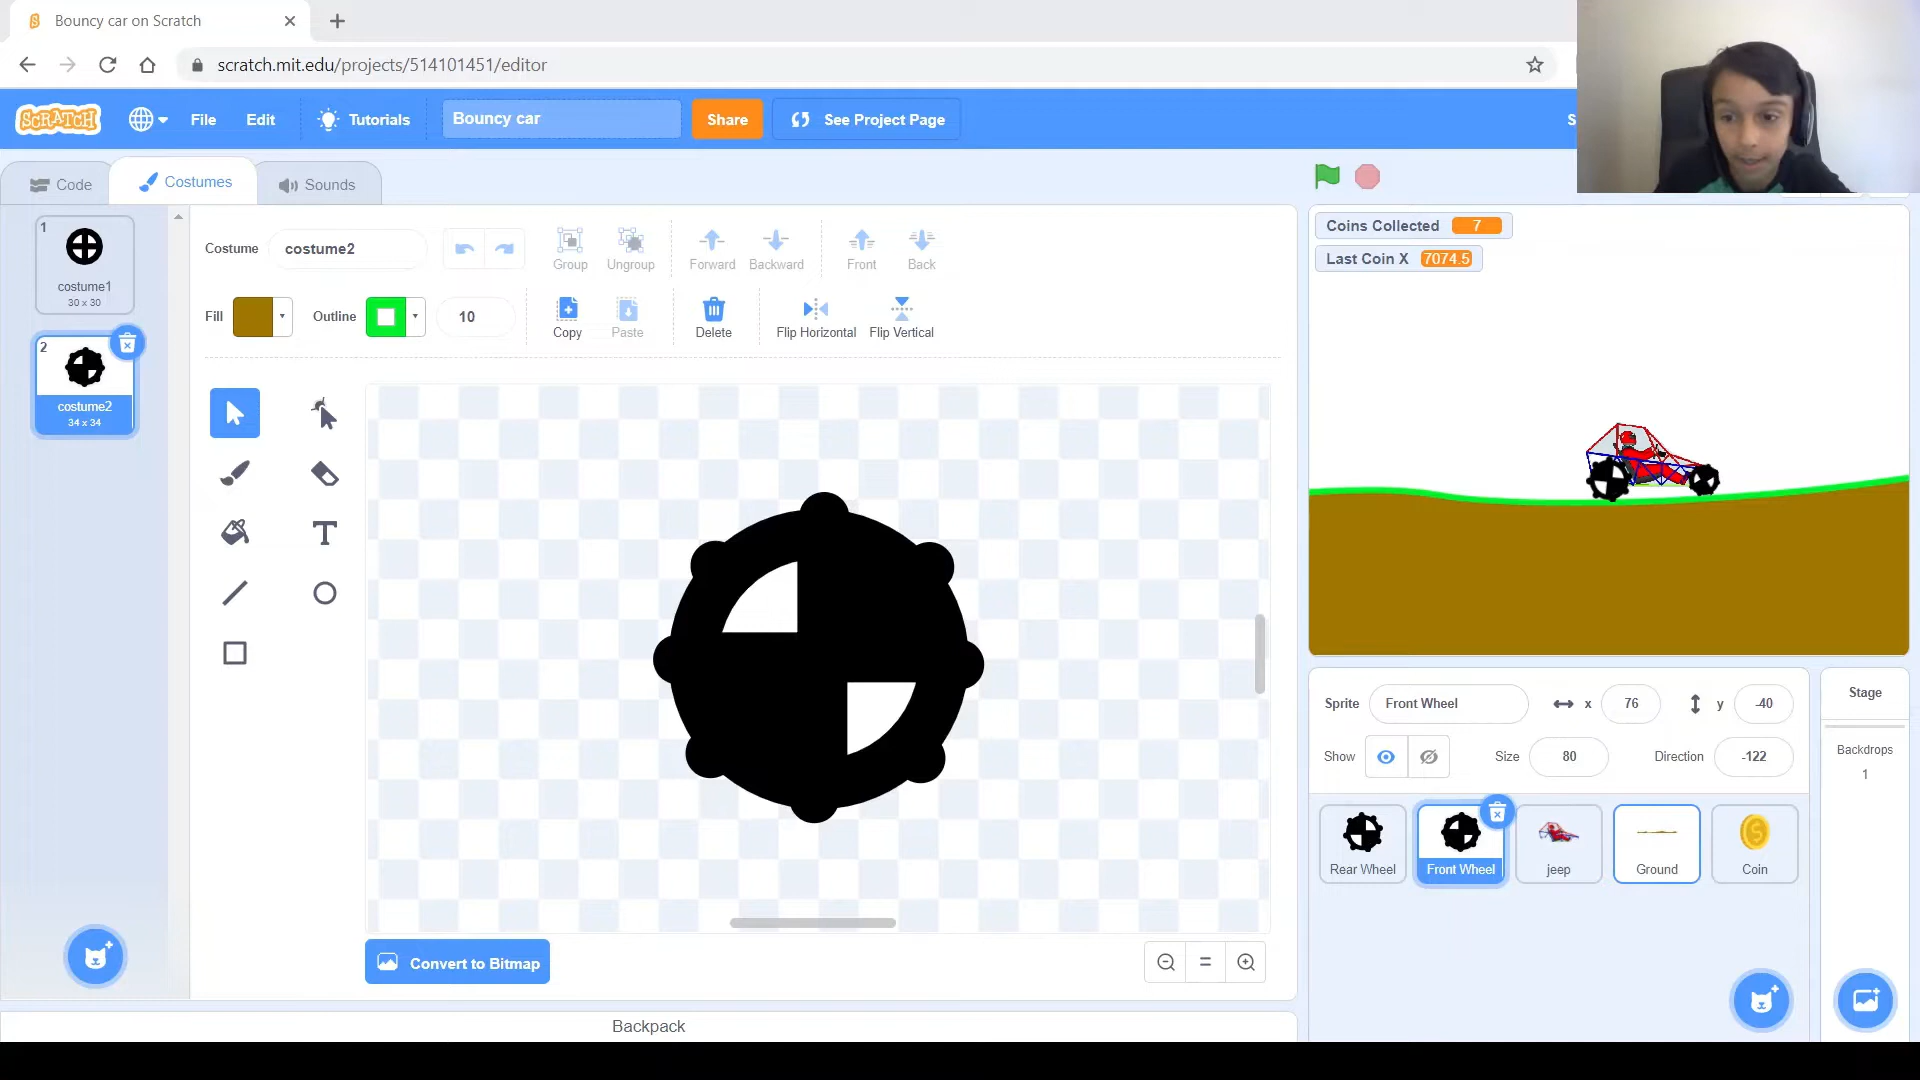 Bouncy car on Scratch
scratch.mit.edu/projects/514101451/editor
SCRATCH
File
Edit
Tutorials
Bouncy car
Share
See Project Page
S
Code
Costumes
Sounds
1
costume1
30 x 30
2
costume2
34 x 34
Costume
costume2
Group
Ungroup
Forward
Backward
Front
Back
Fill
Outline
10
Copy
Paste
Delete
Flip Horizontal
Flip Vertical
T
Convert to Bitmap
Backpack
Coins Collected 7
Last Coin X 7074.5
Sprite
Front Wheel
x
76
y
-40
Show
Size
80
Direction
-122
Rear Wheel
Front Wheel
jeep
Ground
Coin
Stage
Backdrops
1